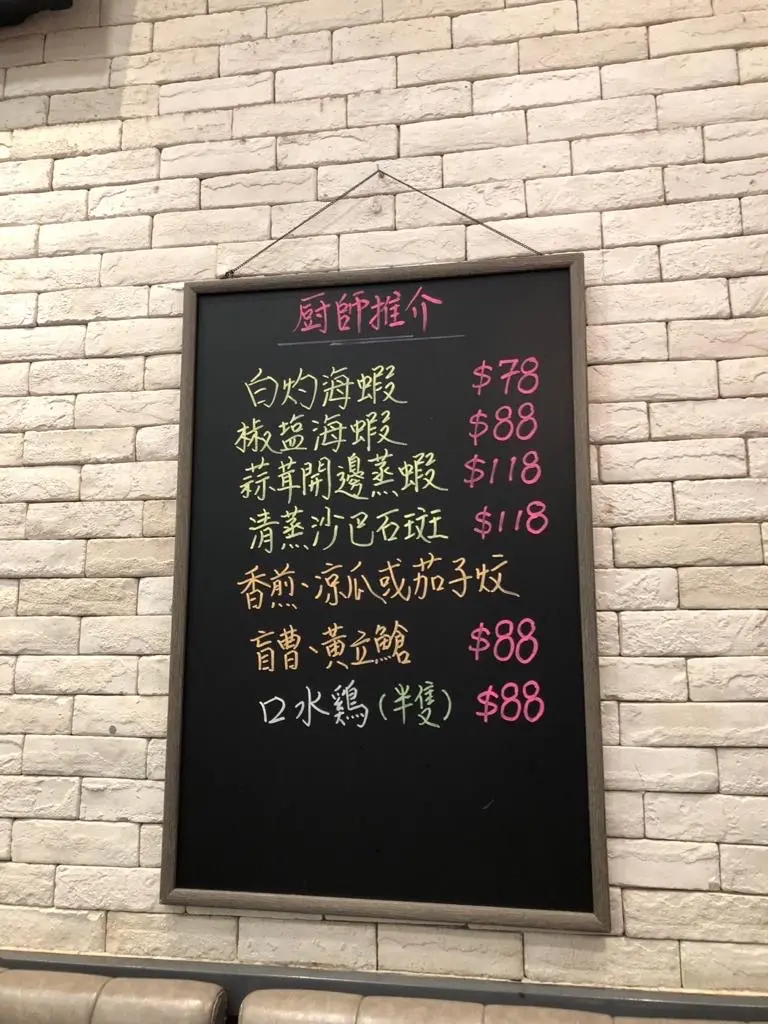 厨師推介
白灼海蝦 $78
椒塩海蝦 $88
蒜茸開邊蒸蝦 $118
清蒸沙巴石斑 $118
香煎、涼瓜或茄子炆
盲曹、黃立鯧 $88
口水鷄(半隻) $88